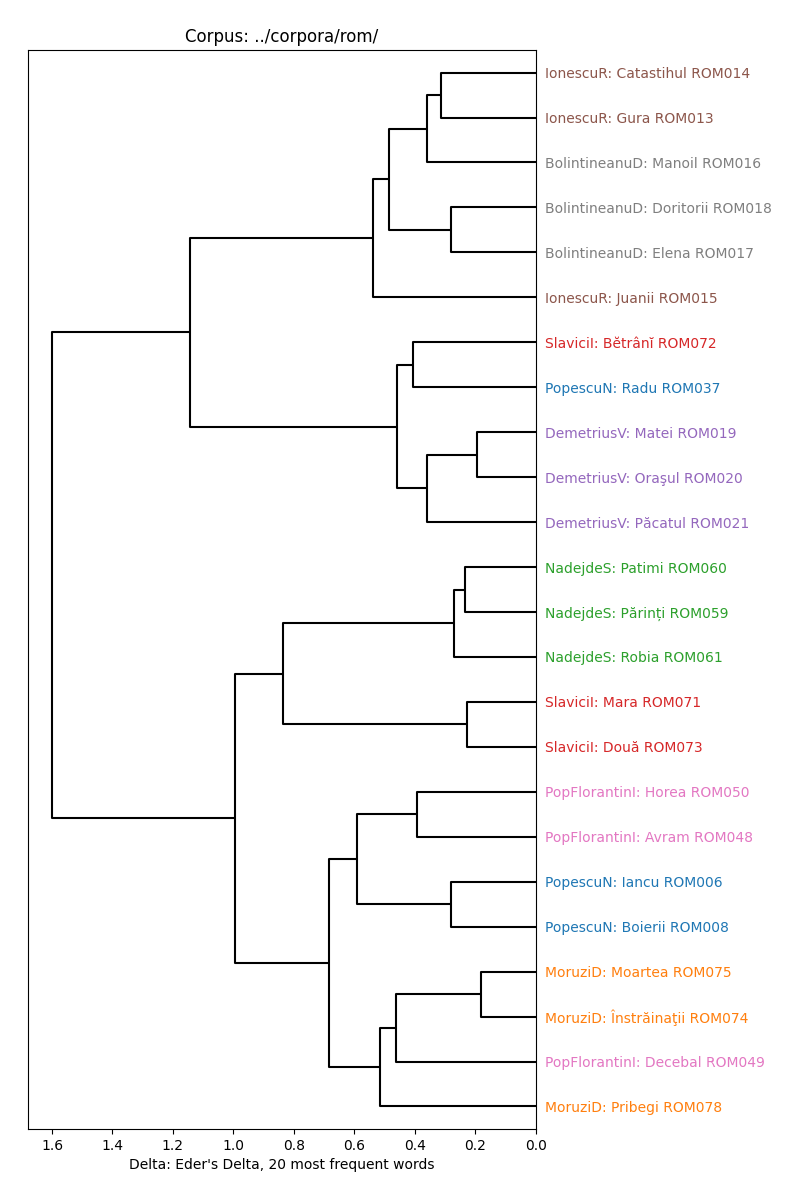 Corpus: ../corpora/rom/
IonescuR: Catastihul ROM014
IonescuR: Gura ROM013
BolintineanuD: Manoil ROM016
BolintineanuD: Doritorii ROM018
BolintineanuD: Elena ROM017
IonescuR: Juanii ROM015
SlaviciI: Bĕtrânĭ ROM072
PopescuN: Radu ROM037
DemetriusV: Matei ROM019
DemetriusV: Oraşul ROM020
DemetriusV: Păcatul ROM021
NadejdeS: Patimi ROM060
NadejdeS: Părinți ROM059
NadejdeS: Robia ROM061
SlaviciI: Mara ROM071
SlaviciI: Două ROM073
PopFlorantinI: Horea ROM050
PopFlorantinI: Avram ROM048
PopescuN: Iancu ROM006
PopescuN: Boierii ROM008
MoruziD: Moartea ROM075
MoruziD: Înstrăinaţii ROM074
PopFlorantinI: Decebal ROM049
MoruziD: Pribegi ROM078
1.6 1.4 1.2 1.0 0.8 0.6 0.4 0.2 0.0
Delta: Eder's Delta, 20 most frequent words